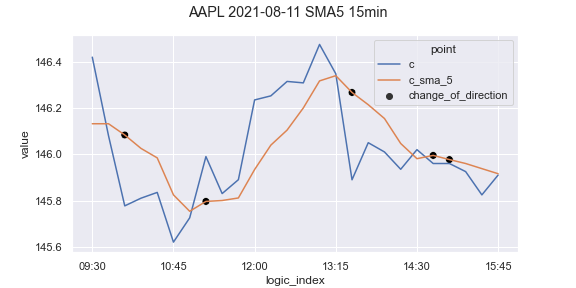 AAPL 2021-08-11 SMA5 15min
point
c
c_sma_5
change_of_direction
value
146.4
146.2
146.0
145.8
145.6
09:30 10:45 12:00 13:15 14:30 15:45
logic_index